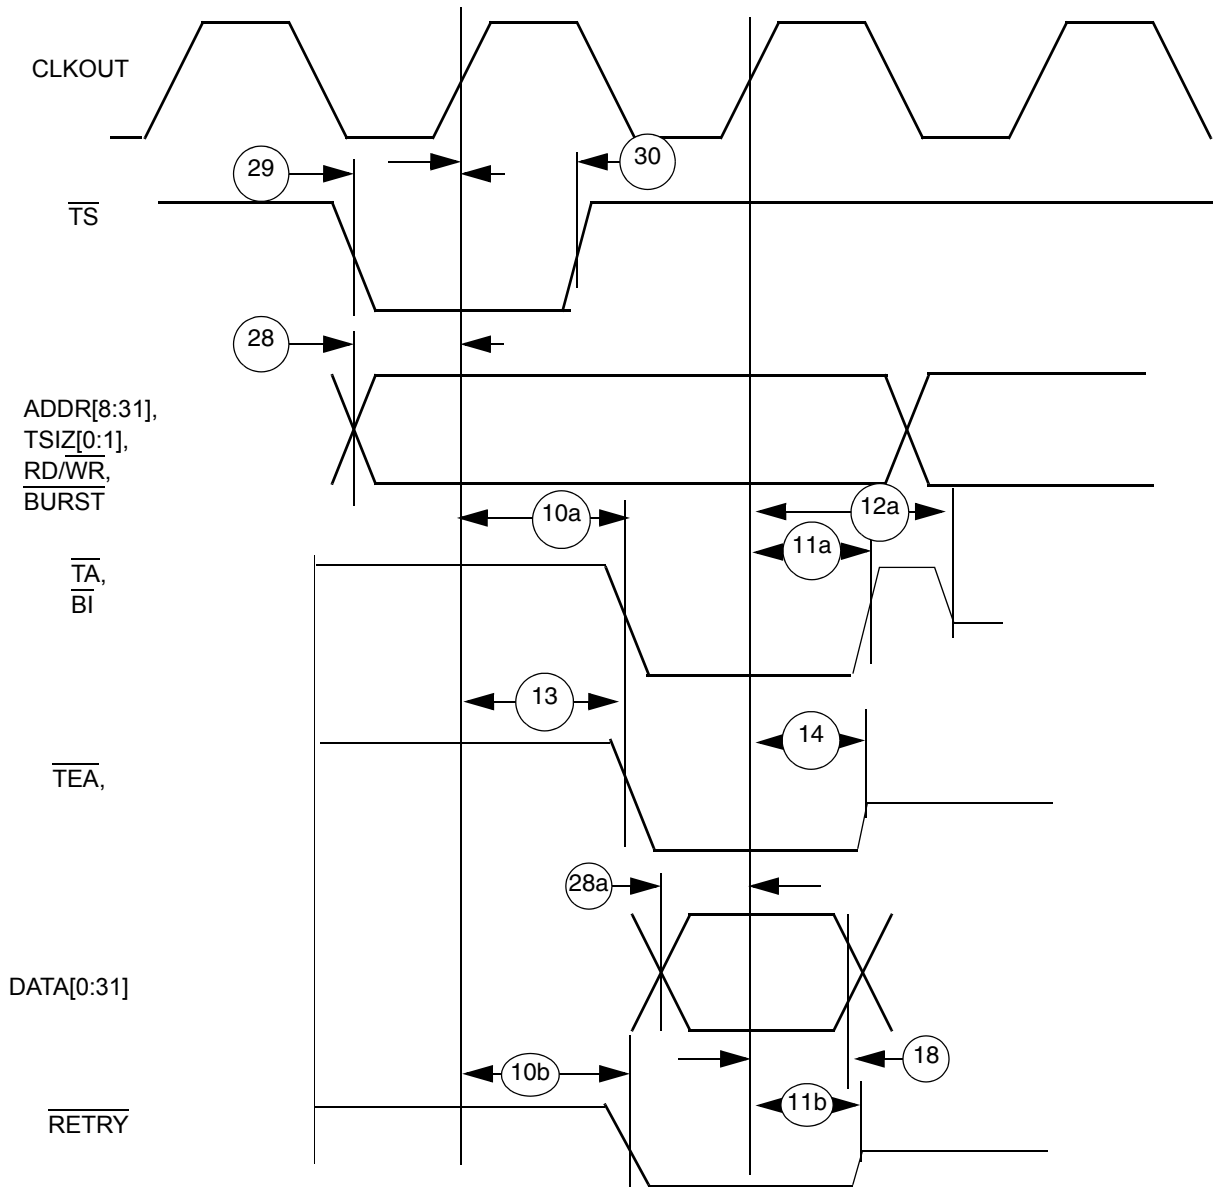 CLKOUT
29
30
TS
28
ADDR[8:31],
TSIZ[0:1],
RD/WR,
BURST
10a
12a
11a
TA,
BI
13
14
TEA,
28a
DATA[0:31]
18
10b
11b
RETRY